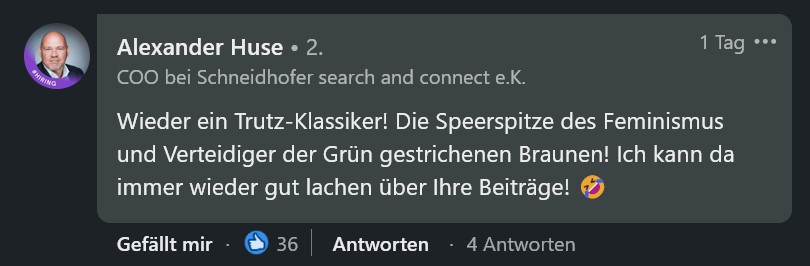 Alexander Huse • 2.
1 Tag •••
COO bei Schneidhofer search and connect e.K.
Wieder ein Trutz-Klassiker! Die Speerspitze des Feminismus
und Verteidiger der Grün gestrichenen Braunen! Ich kann da
immer wieder gut lachen über Ihre Beiträge! 🤣
#HIRING
Gefällt mir · 36 | Antworten · 4 Antworten